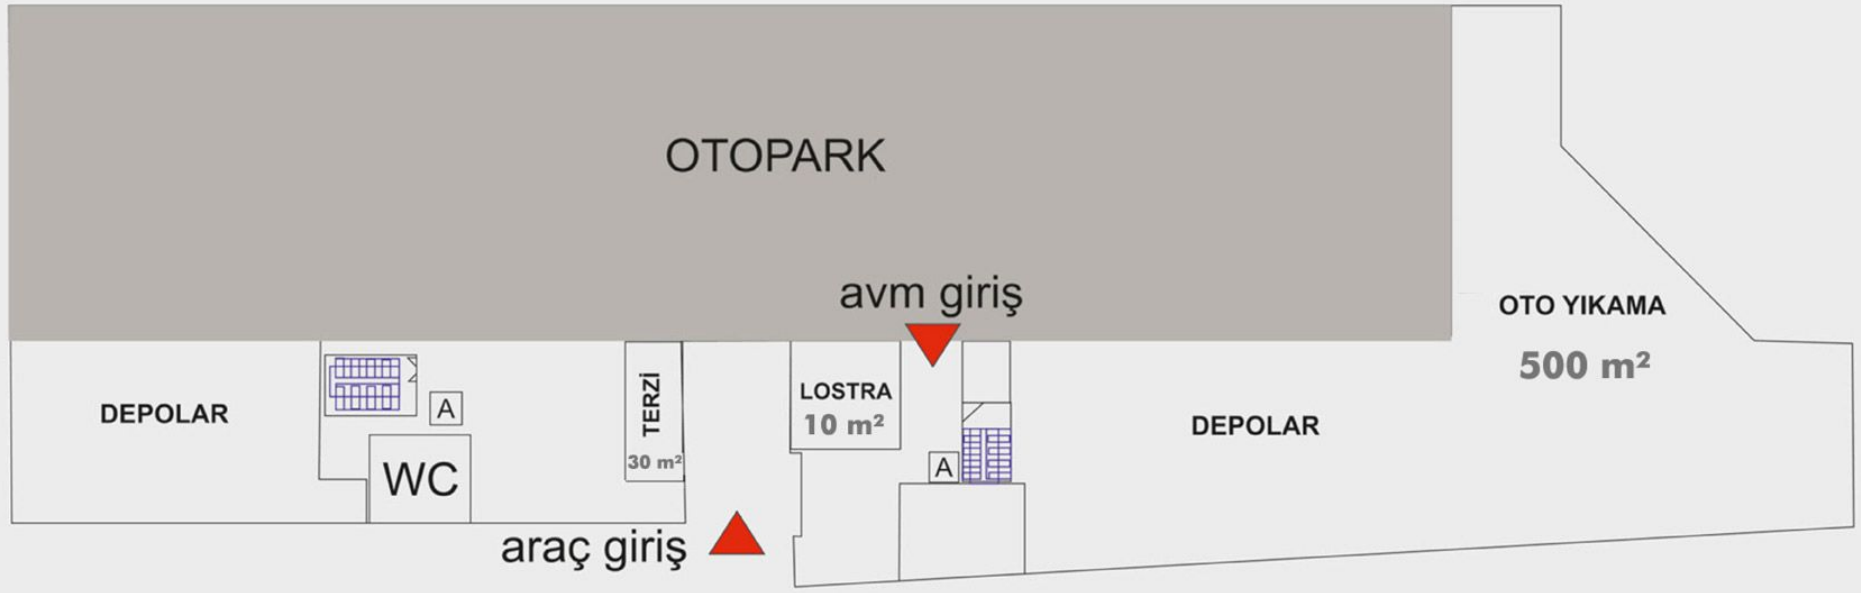 OTOPARK
avm giriş
OTO YIKAMA
500 m²
DEPOLAR
A
WC
TERZİ
30 m²
LOSTRA
10 m²
A
DEPOLAR
araç giriş